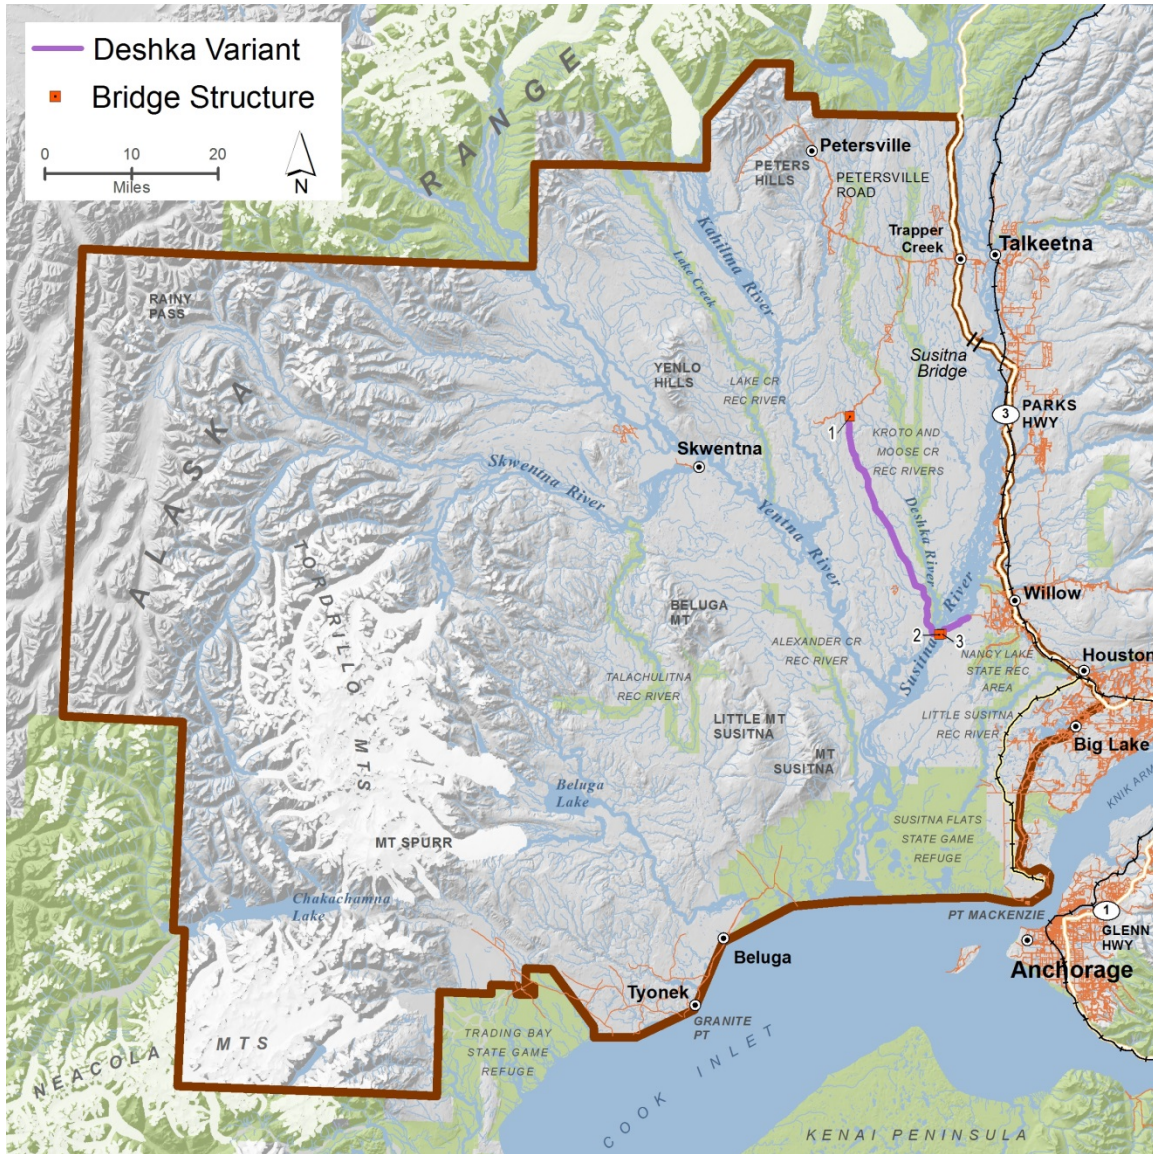 Deshka Variant
Bridge Structure
0 10 20
Miles
N
RANGE
Petersville
PETERS
HILLS
PETERSVILLE
ROAD
Kahiltna River
Lake Creek
Trapper
Creek
Talkeetna
RAINY
PASS
ALASKA
Susitna
Bridge
YENLO
HILLS
LAKE CR
REC RIVER
3
PARKS
HWY
1
KROTO AND
MOOSE CR
REC RIVERS
Skwentna
Skwentna River
Yentna River
Deshka River
TORDRILLO
MTS
Susitna River
Willow
BELUGA
MT
ALEXANDER CR
REC RIVER
2
3
NANCY LAKE
STATE REC
AREA
Houston
TALACHULITNA
REC RIVER
LITTLE MT
SUSITNA
LITTLE SUSITNA
REC RIVER
Big Lake
MT
SUSITNA
KNIK ARM
Beluga
Lake
SUSITNA FLATS
STATE GAME
REFUGE
MT SPURR
Chakachamna
Lake
PT MACKENZIE
1
GLENN
HWY
Beluga
Anchorage
Tyonek
GRANITE
PT
TRADING BAY
STATE GAME
REFUGE
NEACOLA MTS
COOK INLET
KENAI PENINSULA